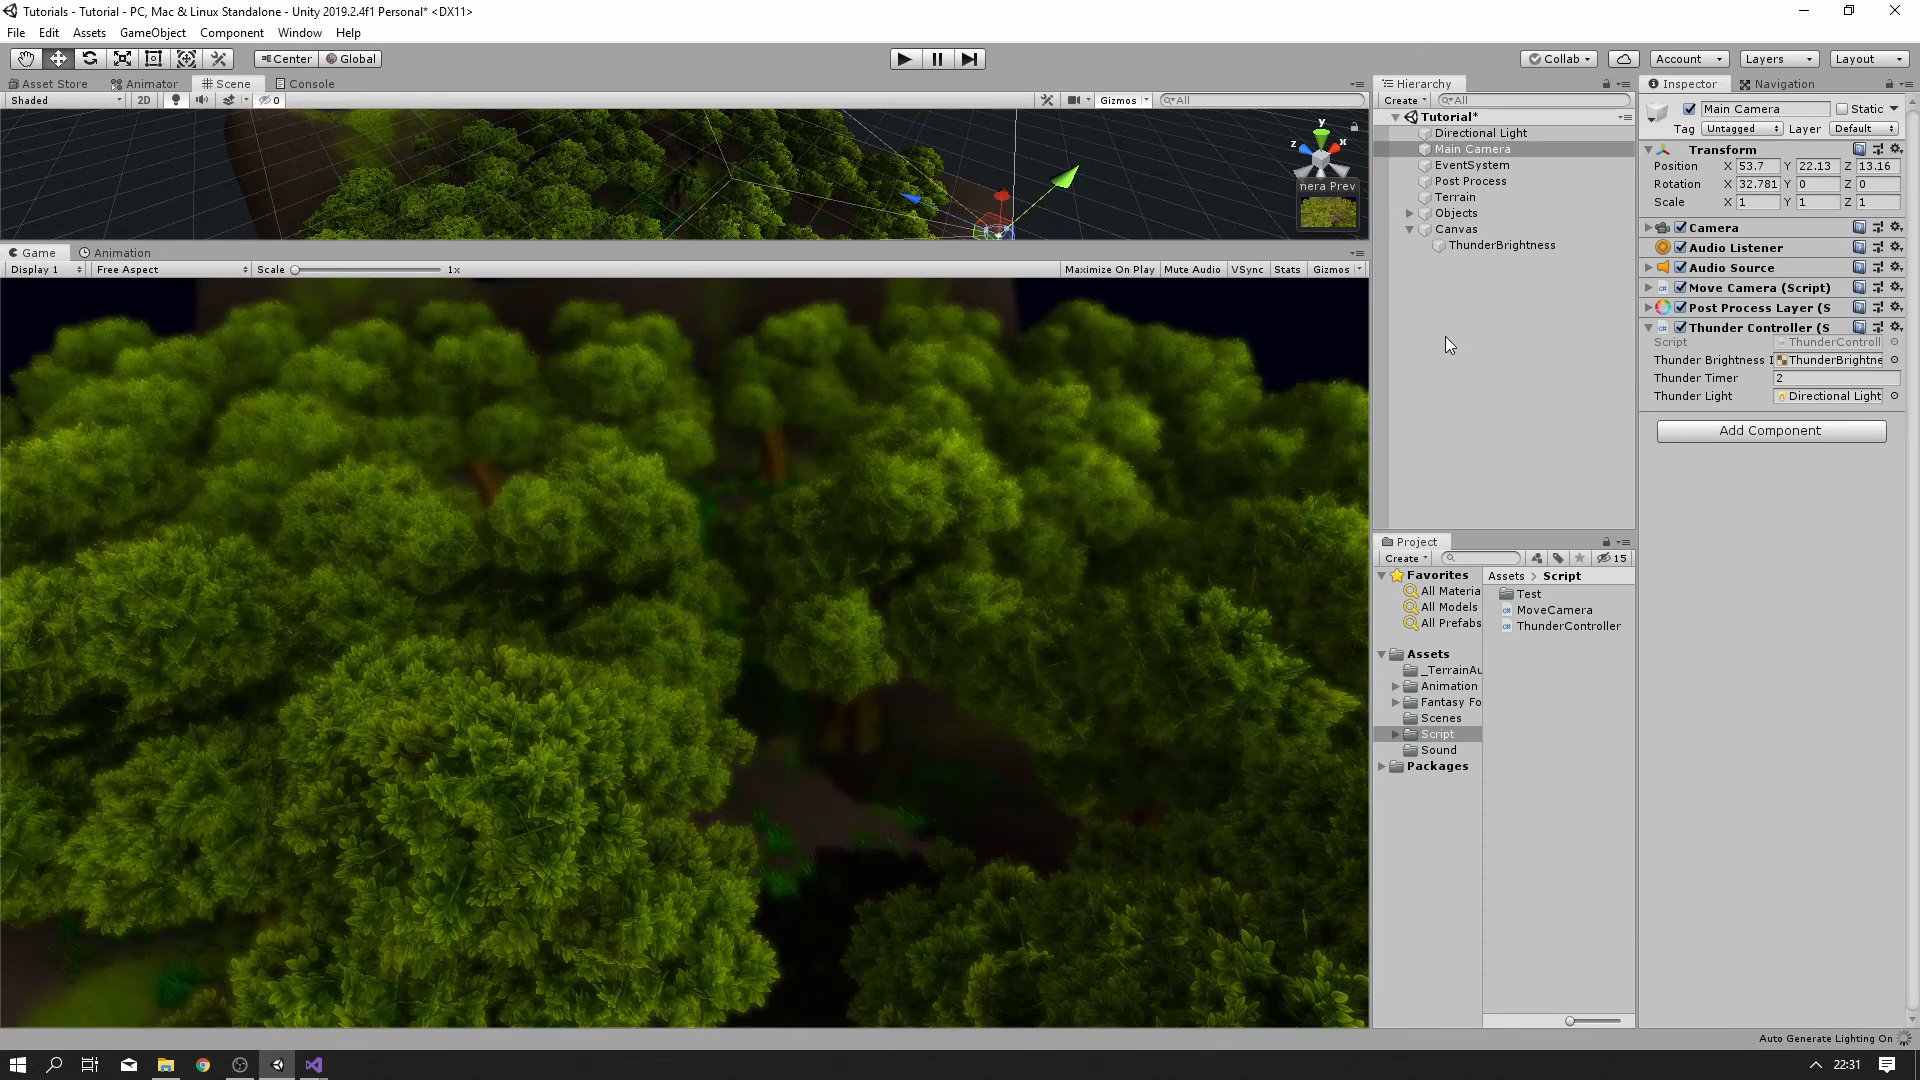 Tutorials - Tutorial - PC, Mac & Linux Standalone - Unity 2019.2.4f1 Personal* <DX11>
File Edit Assets GameObject Component Window Help
Center Global Collab Account Layers Layout
Asset Store Animator Scene Console
Shaded 2D 0 Gizmos All
y
z x
nera Prev
Game Animation
Display 1 Free Aspect Scale 1x Maximize On Play Mute Audio VSync Stats Gizmos
Hierarchy
Create All
Tutorial*
Directional Light
Main Camera
EventSystem
Post Process
Terrain
Objects
Canvas
ThunderBrightness
Project
Create 15
Favorites
All Materia
All Models
All Prefabs
Assets
_TerrainAu
Animation
Fantasy Fo
Scenes
Script
Sound
Packages
Assets > Script
Test
MoveCamera
ThunderController
Inspector Navigation
Main Camera Static
Tag Untagged Layer Default
Transform
Position X 53.7 Y 22.13 Z 13.16
Rotation X 32.781 Y 0 Z 0
Scale X 1 Y 1 Z 1
Camera
Audio Listener
Audio Source
Move Camera (Script)
Post Process Layer (S
Thunder Controller (S
Script ThunderControll
Thunder Brightness I ThunderBrightne
Thunder Timer 2
Thunder Light Directional Light
Add Component
Auto Generate Lighting On
22:31